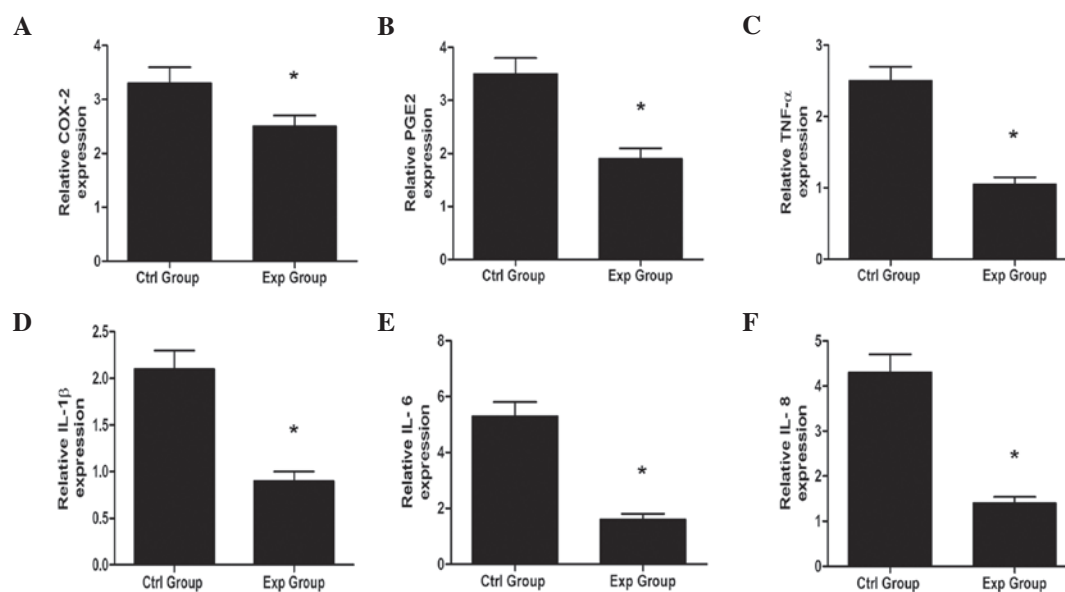 A
Relative COX-2
expression
4
3
2
1
0
*
Ctrl Group
Exp Group
B
Relative PGE2
expression
4
3
2
1
0
*
Ctrl Group
Exp Group
C
Relative TNF-α
expression
3
2
1
0
*
Ctrl Group
Exp Group
D
Relative IL-1β
expression
2.5
2.0
1.5
1.0
0.5
0.0
*
Ctrl Group
Exp Group
E
Relative IL- 6
expression
8
6
4
2
0
*
Ctrl Group
Exp Group
F
Relative IL- 8
expression
5
4
3
2
1
0
*
Ctrl Group
Exp Group